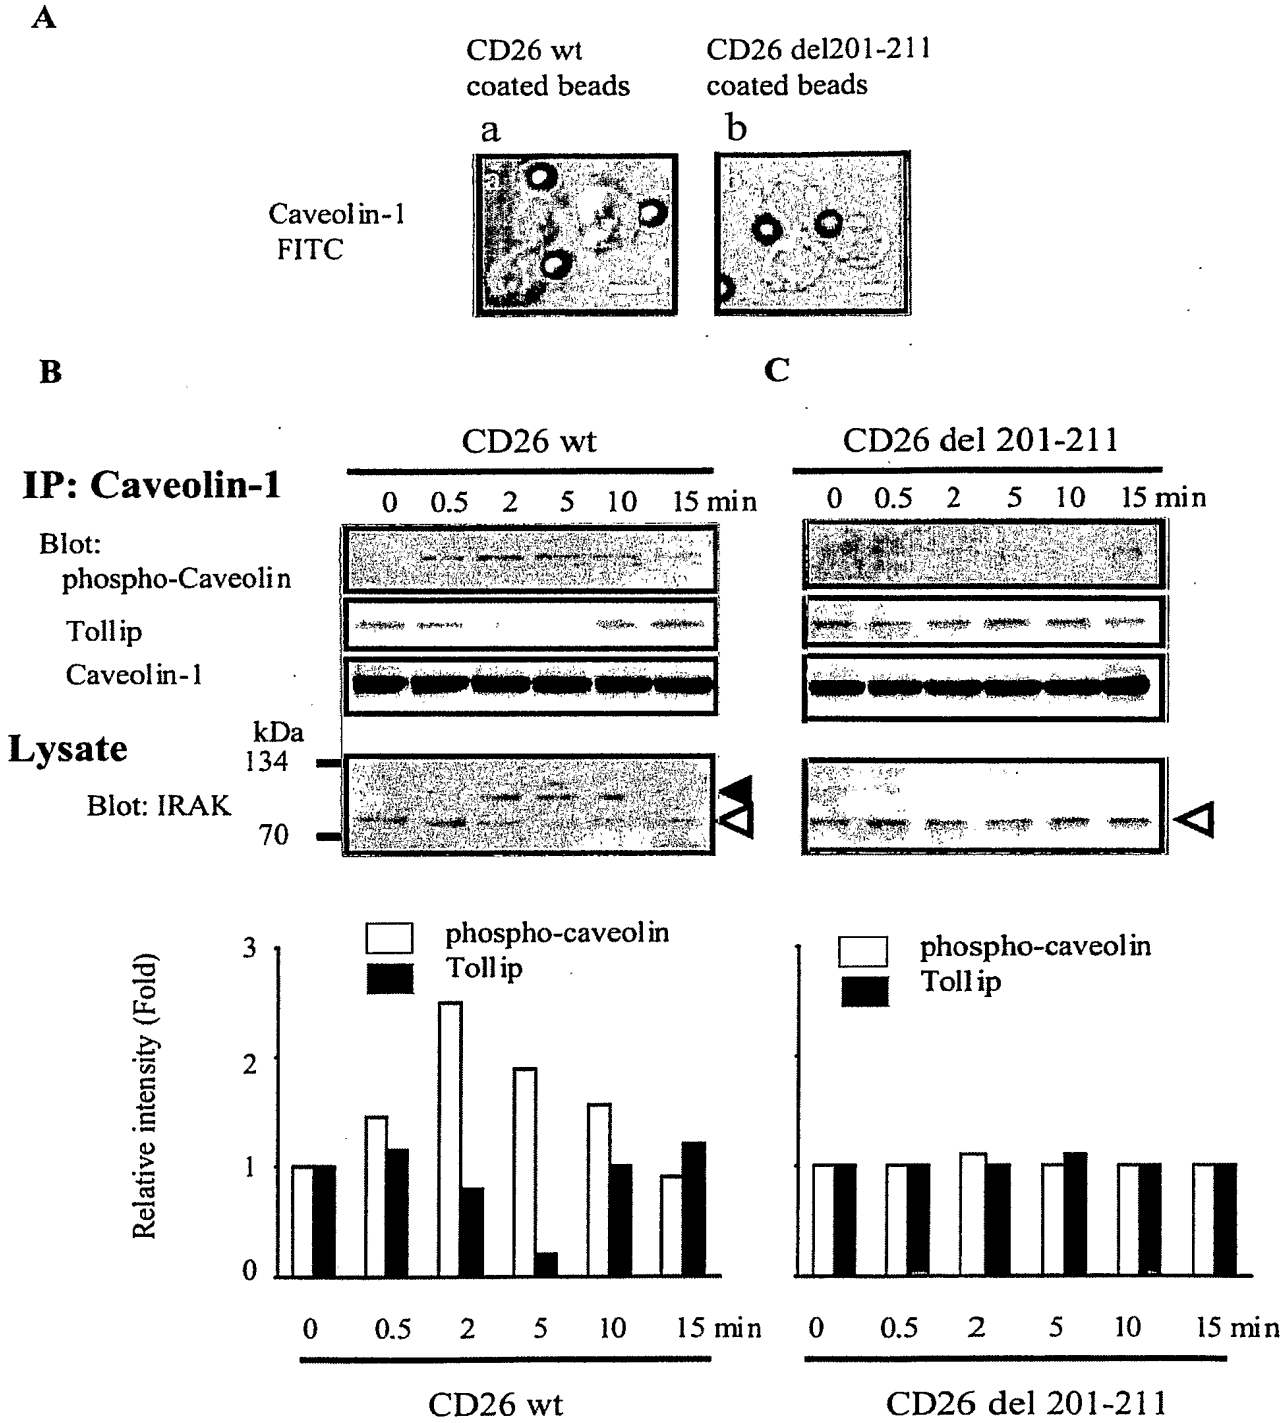 A
CD26 wt
coated beads
CD26 del201-211
coated beads
a
b
a
Caveolin-1
FITC
B
C
CD26 wt
CD26 del 201-211
IP: Caveolin-1
0 0.5 2 5 10 15 min
0 0.5 2 5 10 15 min
Blot:
phospho-Caveolin
Tollip
Caveolin-1
Lysate
kDa
134
Blot: IRAK
70
phospho-caveolin
Tollip
phospho-caveolin
Tollip
Relative intensity (Fold)
3
2
1
0
0 0.5 2 5 10 15 min
0 0.5 2 5 10 15 min
CD26 wt
CD26 del 201-211